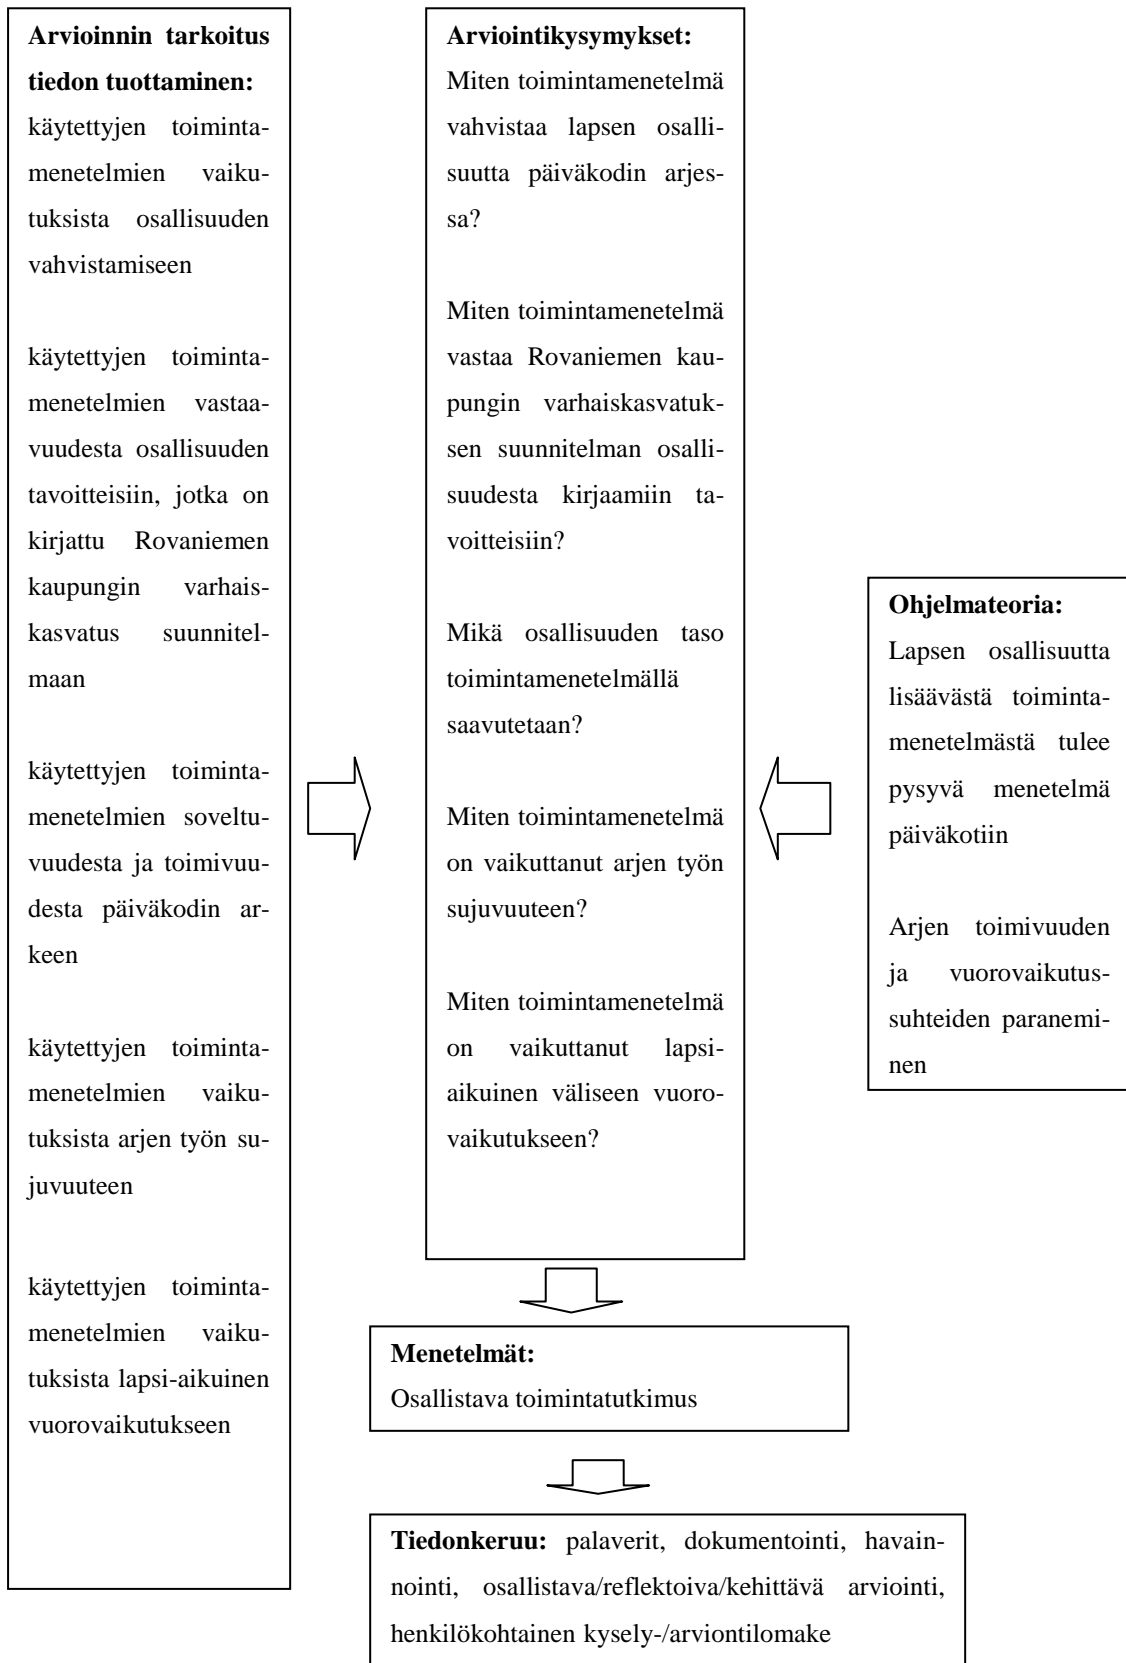 Arvioinnin tarkoitus
tiedon tuottaminen:
käytettyjen toiminta-
menetelmien vaiku-
tuksista osallisuuden
vahvistamiseen
käytettyjen toiminta-
menetelmien vastaa-
vuudesta osallisuuden
tavoitteisiin, jotka on
kirjattu Rovaniemen
kaupungin varhais-
kasvatus suunnitel-
maan
käytettyjen toiminta-
menetelmien soveltu-
vuudesta ja toimivuu-
desta päiväkodin ar-
keen
käytettyjen toiminta-
menetelmien vaiku-
tuksista arjen työn su-
juvuuteen
käytettyjen toiminta-
menetelmien vaiku-
tuksista lapsi-aikuinen
vuorovaikutukseen
Arviointikysymykset:
Miten toimintamenetelmä
vahvistaa lapsen osalli-
suutta päiväkodin arjes-
sa?
Miten toimintamenetelmä
vastaa Rovaniemen kau-
pungin varhaiskasvatuk-
sen suunnitelman osalli-
suudesta kirjaamiin ta-
voitteisiin?
Mikä osallisuuden taso
toimintamenetelmällä
saavutetaan?
Miten toimintamenetelmä
on vaikuttanut arjen työn
sujuvuuteen?
Miten toimintamenetelmä
on vaikuttanut lapsi-
aikuinen väliseen vuoro-
vaikutukseen?
Ohjelmateoria:
Lapsen osallisuutta
lisäävästä toiminta-
menetelmästä tulee
pysyvä menetelmä
päiväkotiin
Arjen toimivuuden
ja vuorovaikutus-
suhteiden paranemi-
nen
Menetelmät:
Osallistava toimintatutkimus
Tiedonkeruu: palaverit, dokumentointi, havain-
nointi, osallistava/reflektoiva/kehittävä arviointi,
henkilökohtainen kysely-/arviontilomake